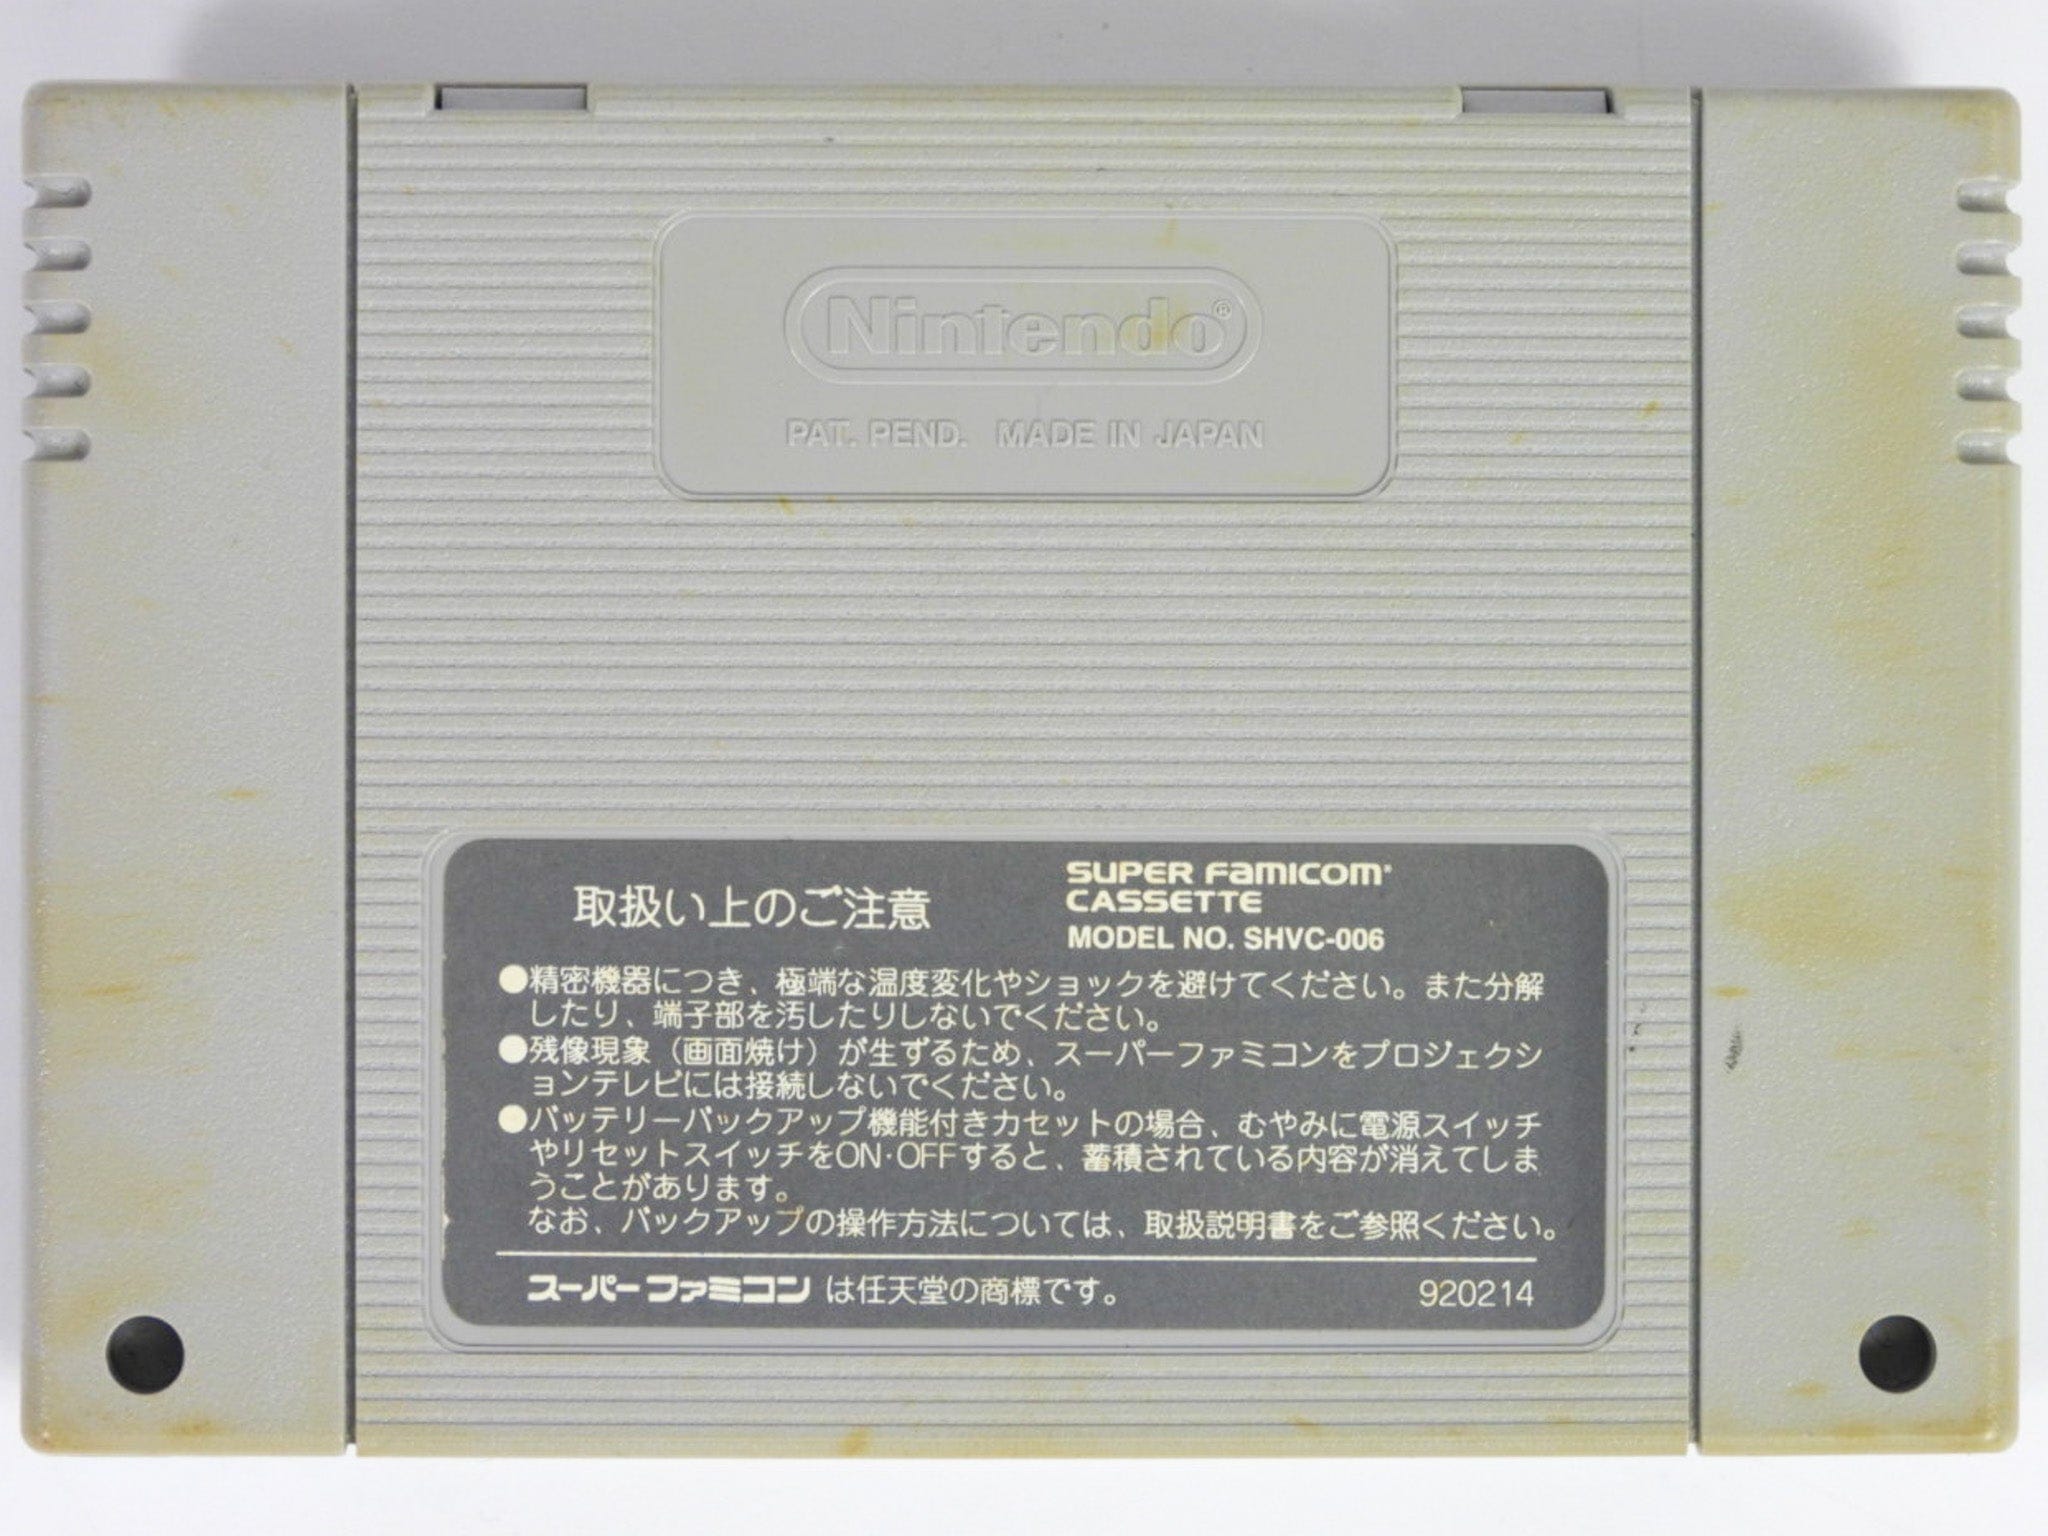 Nintendo®
PAT. PEND. MADE IN JAPAN
取扱い上のご注意
SUPER FAMICOM
CASSETTE
MODEL NO. SHVC-006
●精密機器につき、極端な温度変化やショックを避けてください。また分解
したり、端子部を汚したりしないでください。
●残像現象（画面焼け）が生ずるため、スーパーファミコンをプロジェクシ
ョンテレビには接続しないでください。
●バッテリーバックアップ機能付きカセットの場合、むやみに電源スイッチ
やリセットスイッチをON·OFFすると、蓄積されている内容が消えてしま
うことがあります。
なお、バックアップの操作方法については、取扱説明書をご参照ください。
スーパーファミコン は任天堂の商標です。 920214